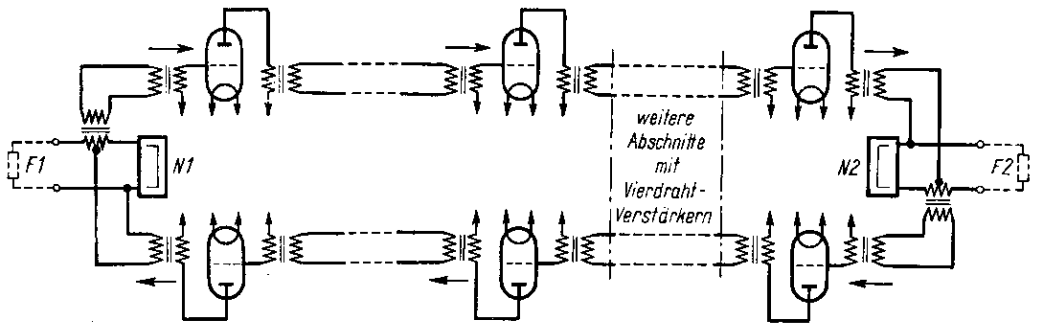 F1
N1
weitere
Abschnitte
mit
Vierdraht-
Verstärkern
N2
F2